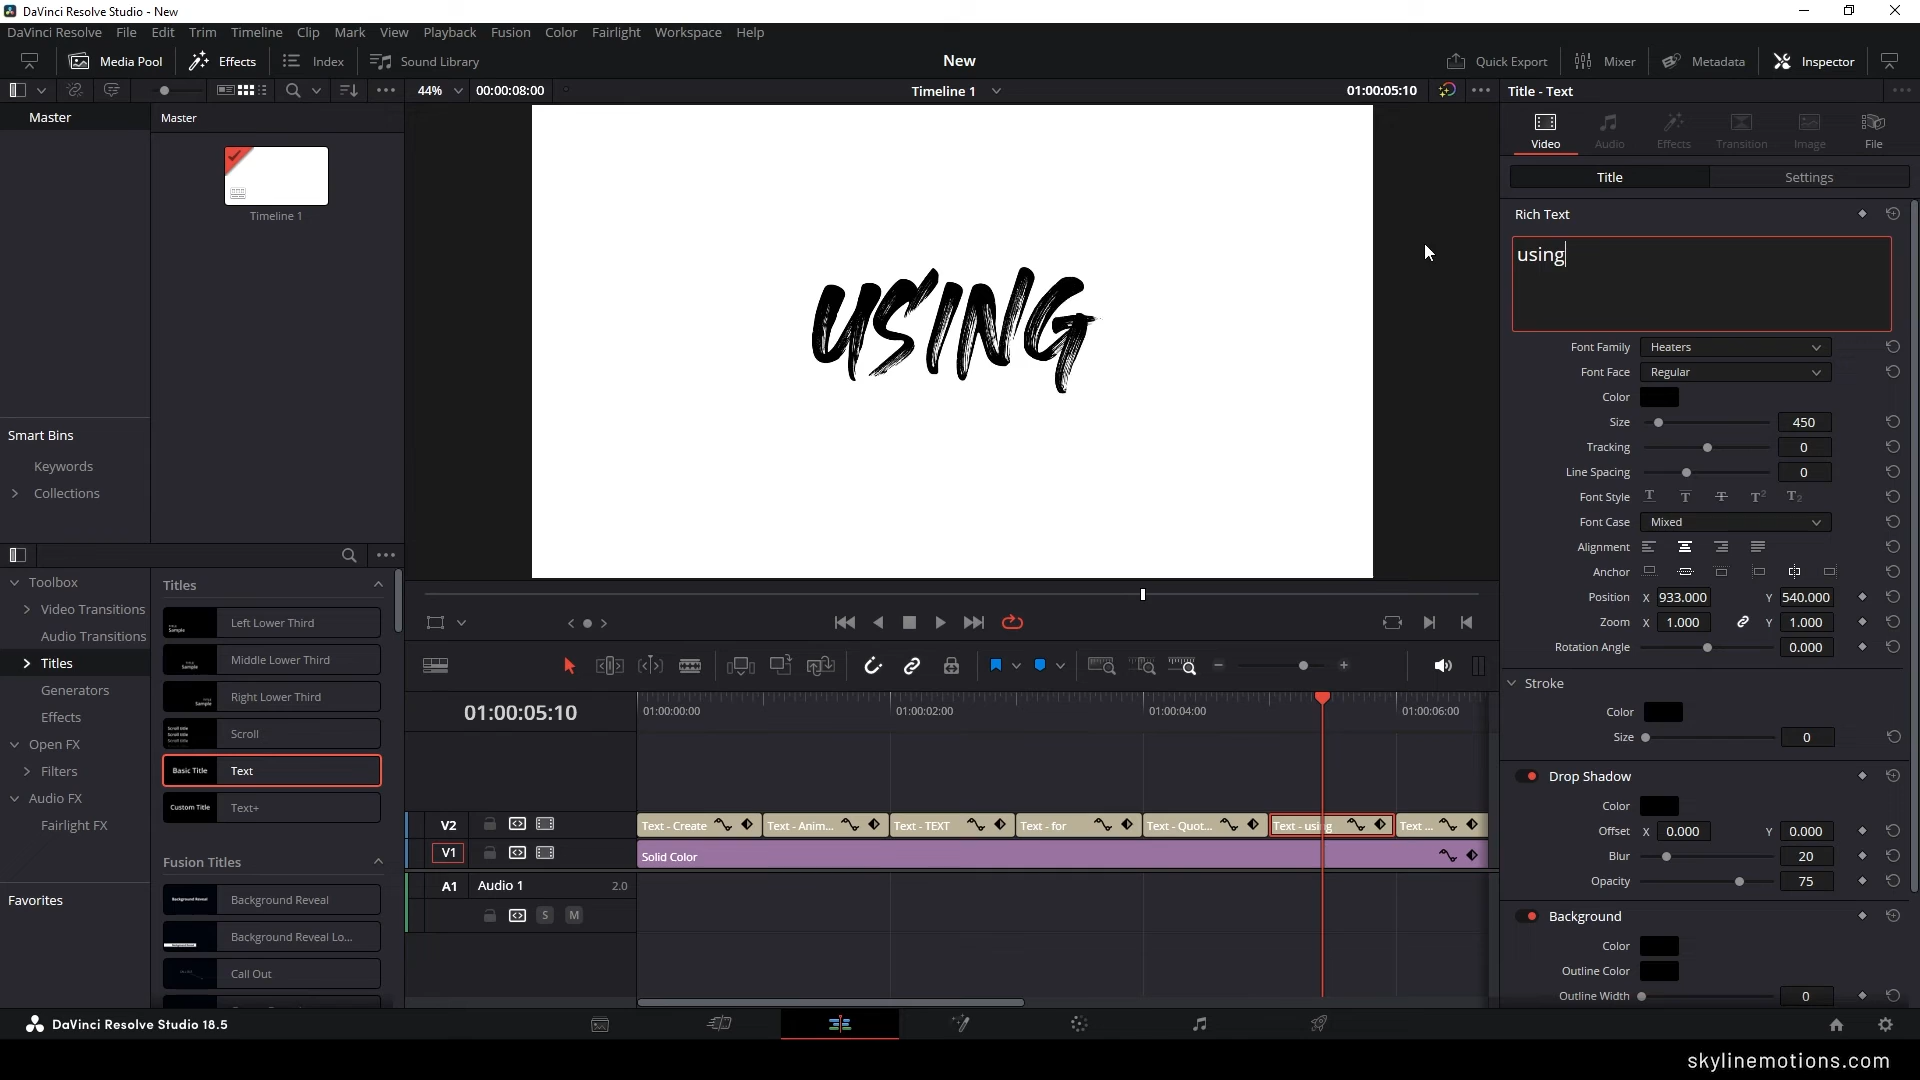 DaVinci Resolve Studio - New
DaVinci Resolve File Edit Trim Timeline Clip Mark View Playback Fusion Color Fairlight Workspace Help
Media Pool Effects Index Sound Library New Quick Export Mixer Metadata Inspector
44% 00:00:08:00 Timeline 1 01:00:05:10 Title - Text
Master
Master
Timeline 1
Smart Bins
Keywords
Collections
USING
Video Audio Effects Transition Image File
Title Settings
Rich Text
using
Font Family Heaters
Font Face Regular
Color
Size 450
Tracking 0
Line Spacing 0
Font Style T T T T2 T2
Font Case Mixed
Alignment
Anchor
Position X 933.000 Y 540.000
Zoom X 1.000 Y 1.000
Rotation Angle 0.000
Stroke
Color
Size 0
Drop Shadow
Color
Offset X 0.000 Y 0.000
Blur 20
Opacity 75
Background
Color
Outline Color
Outline Width 0
Toolbox
Video Transitions
Audio Transitions
Titles
Generators
Effects
Open FX
Filters
Audio FX
Fairlight FX
Favorites
Titles
Left Lower Third
Middle Lower Third
Right Lower Third
Scroll
Basic Title Text
Custom Title Text+
Fusion Titles
Background Reveal Background Reveal
Background Reveal Lo...
Call Out
01:00:05:10 01:00:00:00 01:00:02:00 01:00:04:00 01:00:06:00
V2 Text - Create Text - Anim... Text - TEXT Text - for Text - Quot... Text - using Text ...
V1 Solid Color
A1 Audio 1 2.0
S M
DaVinci Resolve Studio 18.5
skylinemotions.com